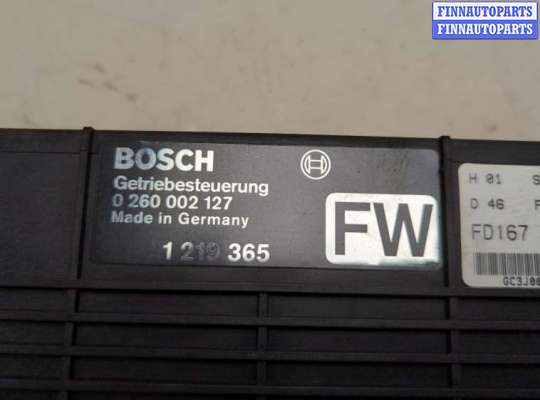 FINNAUTOPARTS
FINNAUTOPARTS
BOSCH
Getriebesteuerung
0 260 002 127
Made in Germany
1 219 365
FW
H 01 S
D 46
FD167